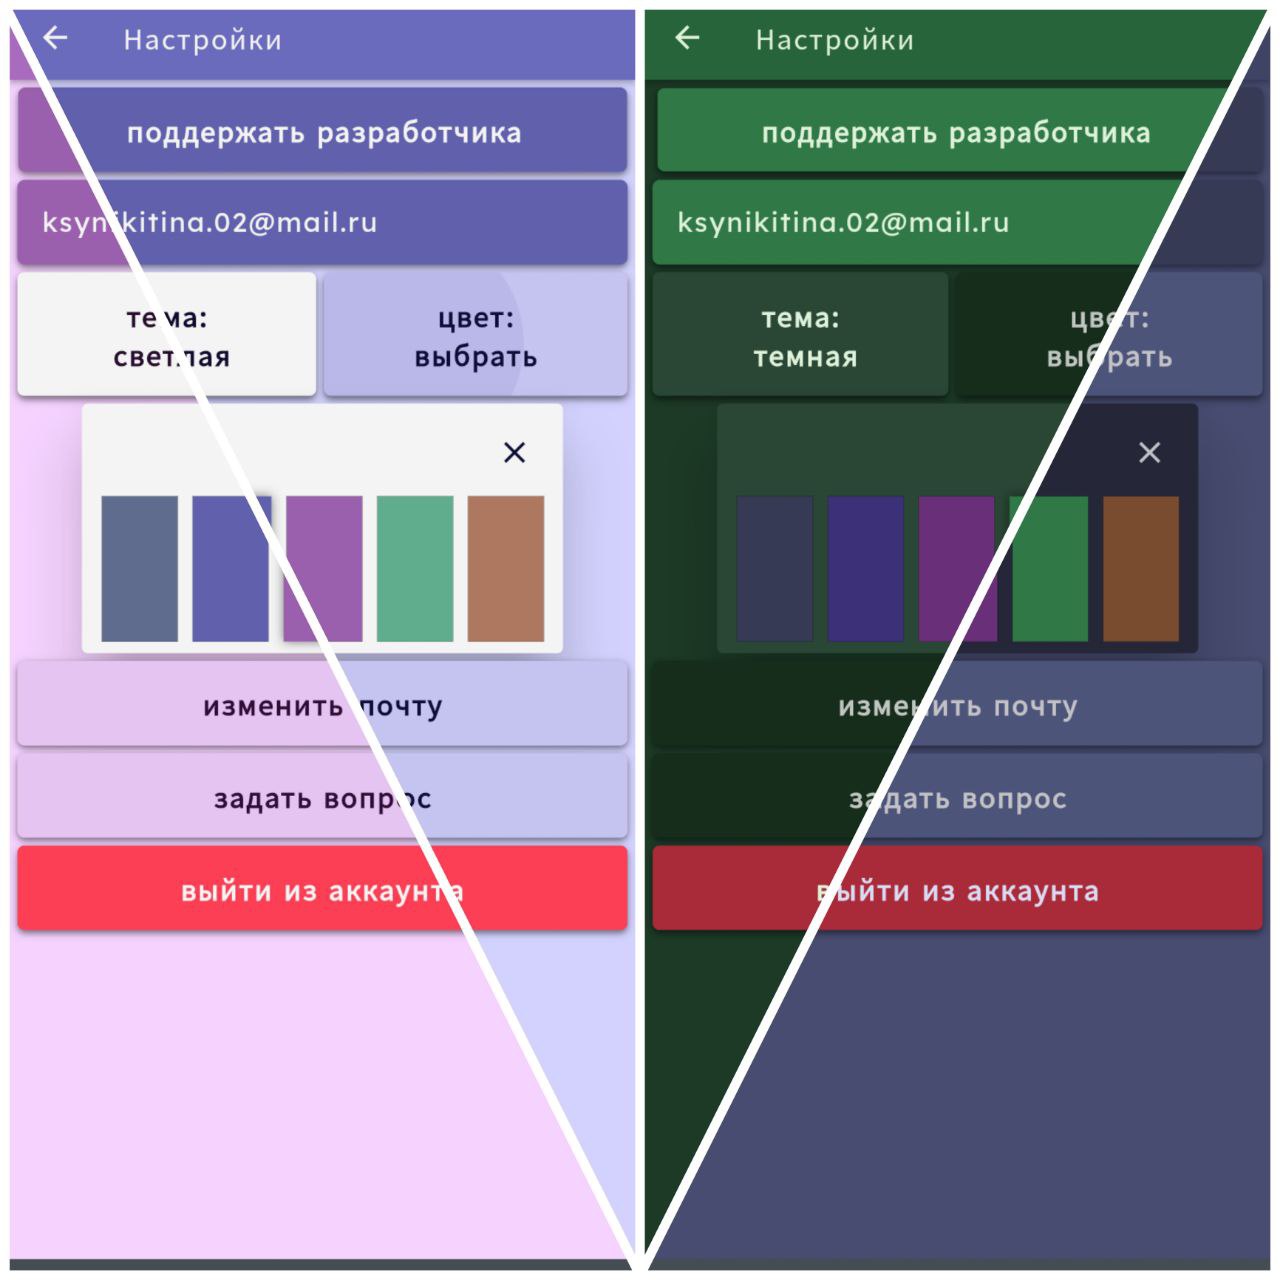 Настройки
поддержать разработчика
ksynikitina.02@mail.ru
тема:
светлая
цвет:
выбрать
изменить почту
задать вопрос
выйти из аккаунта
Настройки
поддержать разработчика
ksynikitina.02@mail.ru
тема:
темная
цвет:
выбрать
изменить почту
задать вопрос
выйти из аккаунта